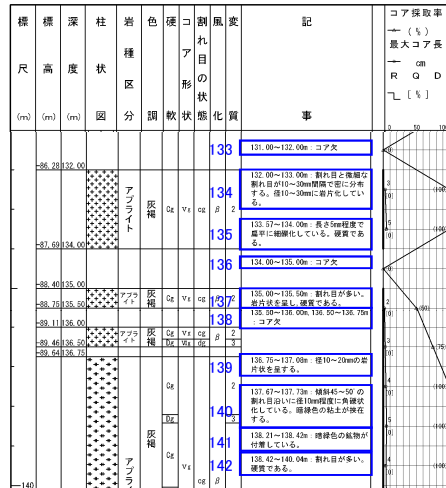 標 標 深 柱 岩 色 硬 コ 割 風 変 記 コア採取率
尺 高 度 状 種 調 軟 ア れ 化 質 事 (%)
図 区 形 目 最大コア長
分 状 の cm
状 R Q D
態 [%]
(m) (m) (m)
0 50 100
133 131.00~132.00m:コア欠
-86.28 132.00
134 132.00~133.00m:割れ目と微細な
割れ目が10~30mm間隔で密に分布
する。径10~30mmに岩片化してい
る。
アプライト 灰褐 Cg Vg cg β 2
135 133.57~134.00m:長さ5mm程度で
扁平に細礫化している。硬質であ
る。
-87.69 134.00
136 134.00~135.00m:コア欠
-88.40 135.00
137 135.00~135.50m:割れ目が多い。
岩片状を呈し、硬質である。
アプライト 灰褐 Cg Vg cg β 2
-88.75 135.50
138 135.50~136.00m, 136.50~136.75m
:コア欠
-89.11 136.00
アプライト 灰褐 Cg Vg cg β 2
-89.46 136.50 Dg Vg dg 3
-89.64 136.75
139 136.75~137.08m:径10~20mmの岩
片状を呈する。
Cg 2
140 137.67~137.73m:傾斜45~50°の
割れ目沿いに径10mm程度に角礫状
化している。暗緑色の粘土が挟在
する。
Dg 3
141 138.21~138.42m:暗緑色の鉱物が
付着している。
灰褐 Cg
142 138.42~140.04m:割れ目が多い。
硬質である。
アプライ Vg cg β 2
-140